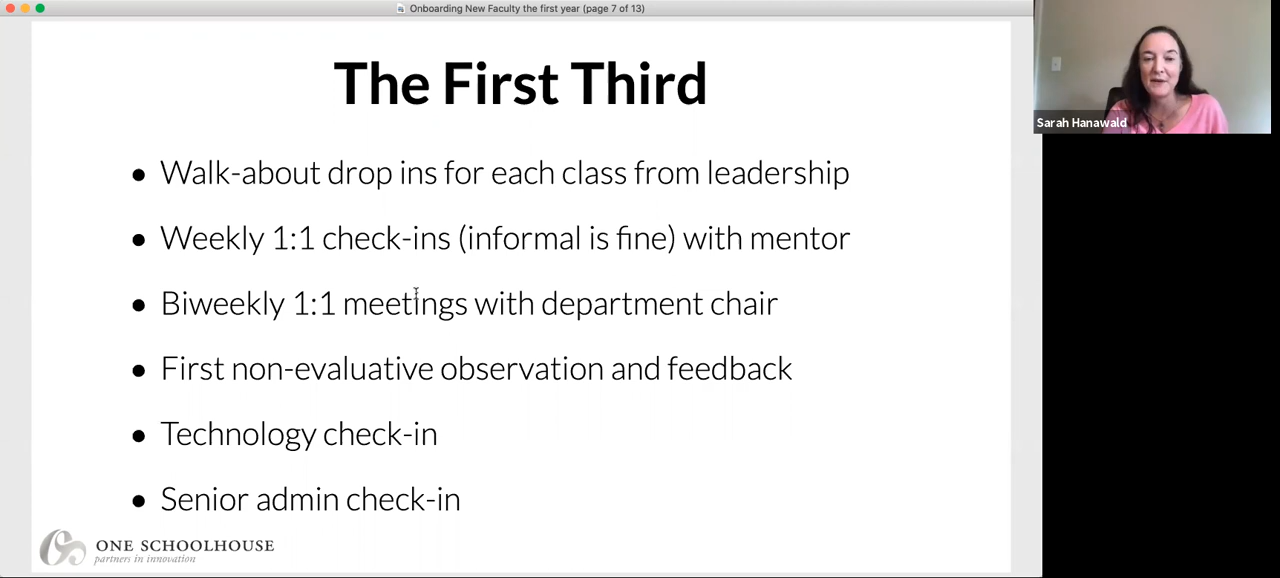 Onboarding New Faculty the first year (page 7 of 13)
The First Third
• Walk-about drop ins for each class from leadership
• Weekly 1:1 check-ins (informal is fine) with mentor
• Biweekly 1:1 meetings with department chair
• First non-evaluative observation and feedback
• Technology check-in
• Senior admin check-in
ONE SCHOOLHOUSE
partners in innovation
Sarah Hanawald